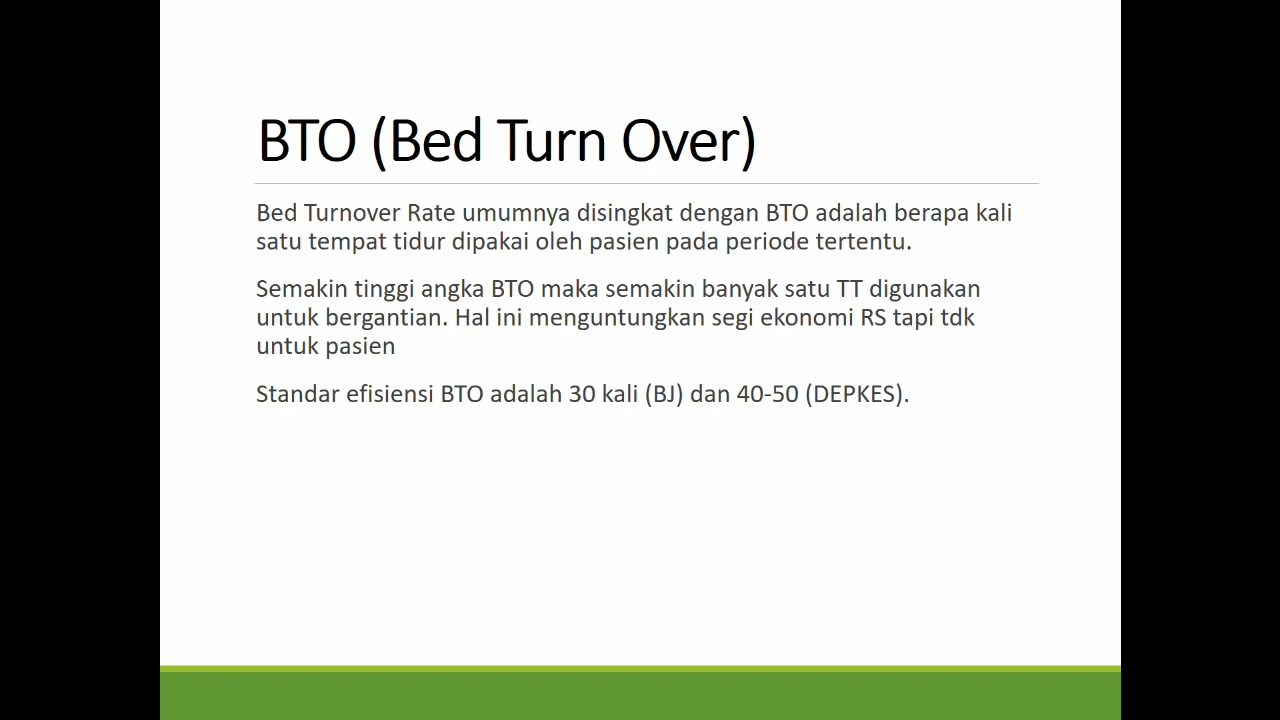 BTO (Bed Turn Over)
Bed Turnover Rate umumnya disingkat dengan BTO adalah berapa kali
satu tempat tidur dipakai oleh pasien pada periode tertentu.
Semakin tinggi angka BTO maka semakin banyak satu TT digunakan
untuk bergantian. Hal ini menguntungkan segi ekonomi RS tapi tdk
untuk pasien
Standar efisiensi BTO adalah 30 kali (BJ) dan 40-50 (DEPKES).